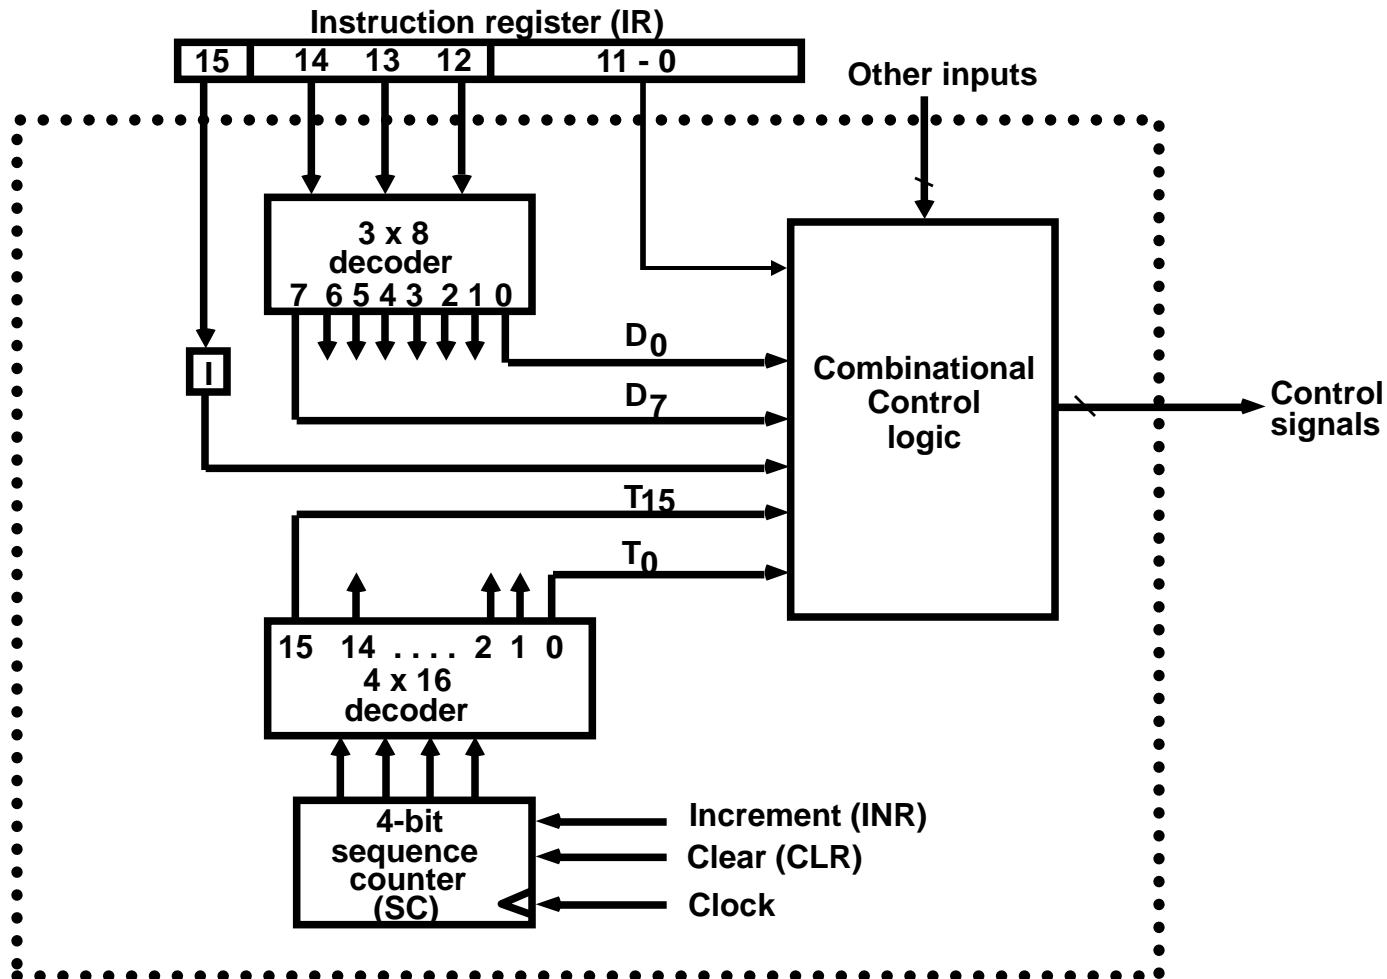 Instruction register (IR)
15 14 13 12 11 - 0
Other inputs
3 x 8
decoder
7 6 5 4 3 2 1 0
D0
I
Combinational
Control
logic
D7
Control
signals
T15
T0
15 14 . . . . 2 1 0
4 x 16
decoder
4-bit
sequence
counter
(SC)
Increment (INR)
Clear (CLR)
Clock